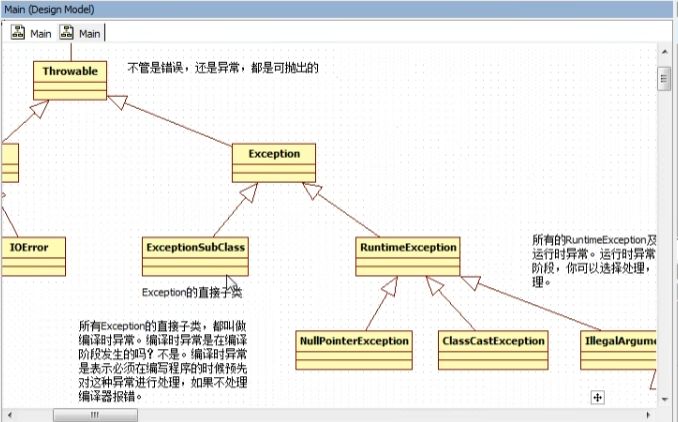 Main (Design Model)
Main
Main
Throwable
不管是错误，还是异常，都是可抛出的
Exception
IOError
ExceptionSubClass
RuntimeException
所有的RuntimeException及
运行时异常。运行时异常
阶段，你可以选择处理，
理。
Exception的直接子类
所有Exception的直接子类，都叫做
编译时异常。编译时异常是在编译
阶段发生的吗？不是。编译时异常
是表示必须在编写程序的时候预先
对这种异常进行处理，如果不处理
编译器报错。
NullPointerException
ClassCastException
IllegalArgume